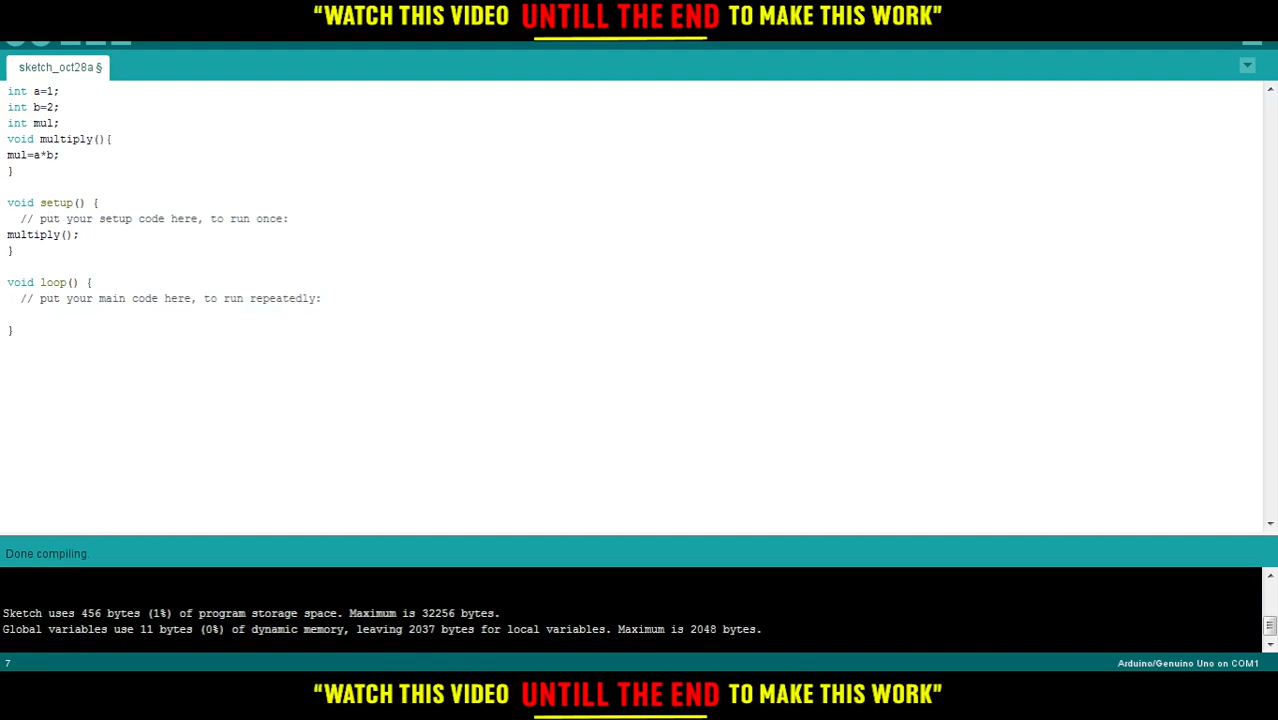 “WATCH THIS VIDEO UNTILL THE END TO MAKE THIS WORK”
sketch_oct28a §
int a=1;
int b=2;
int mul;
void multiply(){
mul=a*b;
}
void setup() {
// put your setup code here, to run once:
multiply();
}
void loop() {
// put your main code here, to run repeatedly:
}
Done compiling.
Sketch uses 456 bytes (1%) of program storage space. Maximum is 32256 bytes.
Global variables use 11 bytes (0%) of dynamic memory, leaving 2037 bytes for local variables. Maximum is 2048 bytes.
7
Arduino/Genuino Uno on COM1
“WATCH THIS VIDEO UNTILL THE END TO MAKE THIS WORK”